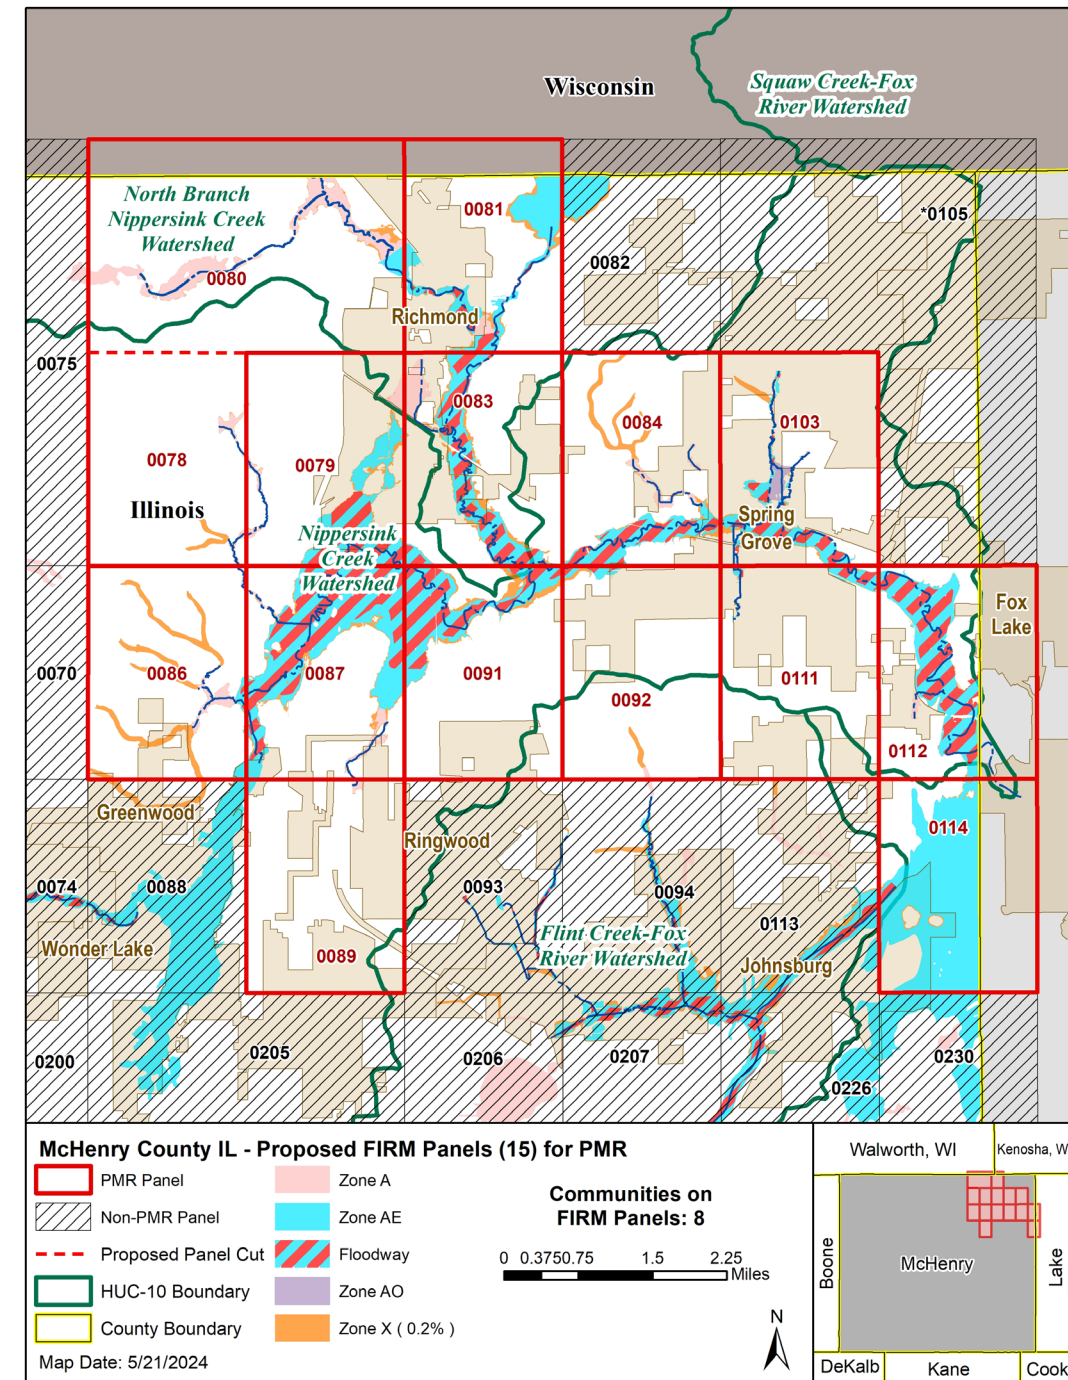 Wisconsin
Squaw Creek-Fox
River Watershed
North Branch
Nippersink Creek
Watershed
0081
*0105
0080
0082
Richmond
0075
0083
0084
0103
0078
0079
Illinois
Spring
Grove
Nippersink
Creek
Watershed
Fox
Lake
0070
0086
0087
0091
0092
0111
0112
Greenwood
Ringwood
0114
0074
0088
0093
0094
0113
Wonder Lake
Flint Creek-Fox
River Watershed
0089
Johnsburg
0200
0205
0206
0207
0226
0230
McHenry County IL - Proposed FIRM Panels (15) for PMR
PMR Panel
Non-PMR Panel
Proposed Panel Cut
HUC-10 Boundary
County Boundary
Map Date: 5/21/2024
Zone A
Zone AE
Floodway
Zone AO
Zone X ( 0.2% )
Communities on
FIRM Panels: 8
0 0.375 0.75 1.5 2.25
Miles
N
Walworth, WI
Kenosha, W
Boone
McHenry
Lake
DeKalb
Kane
Cook